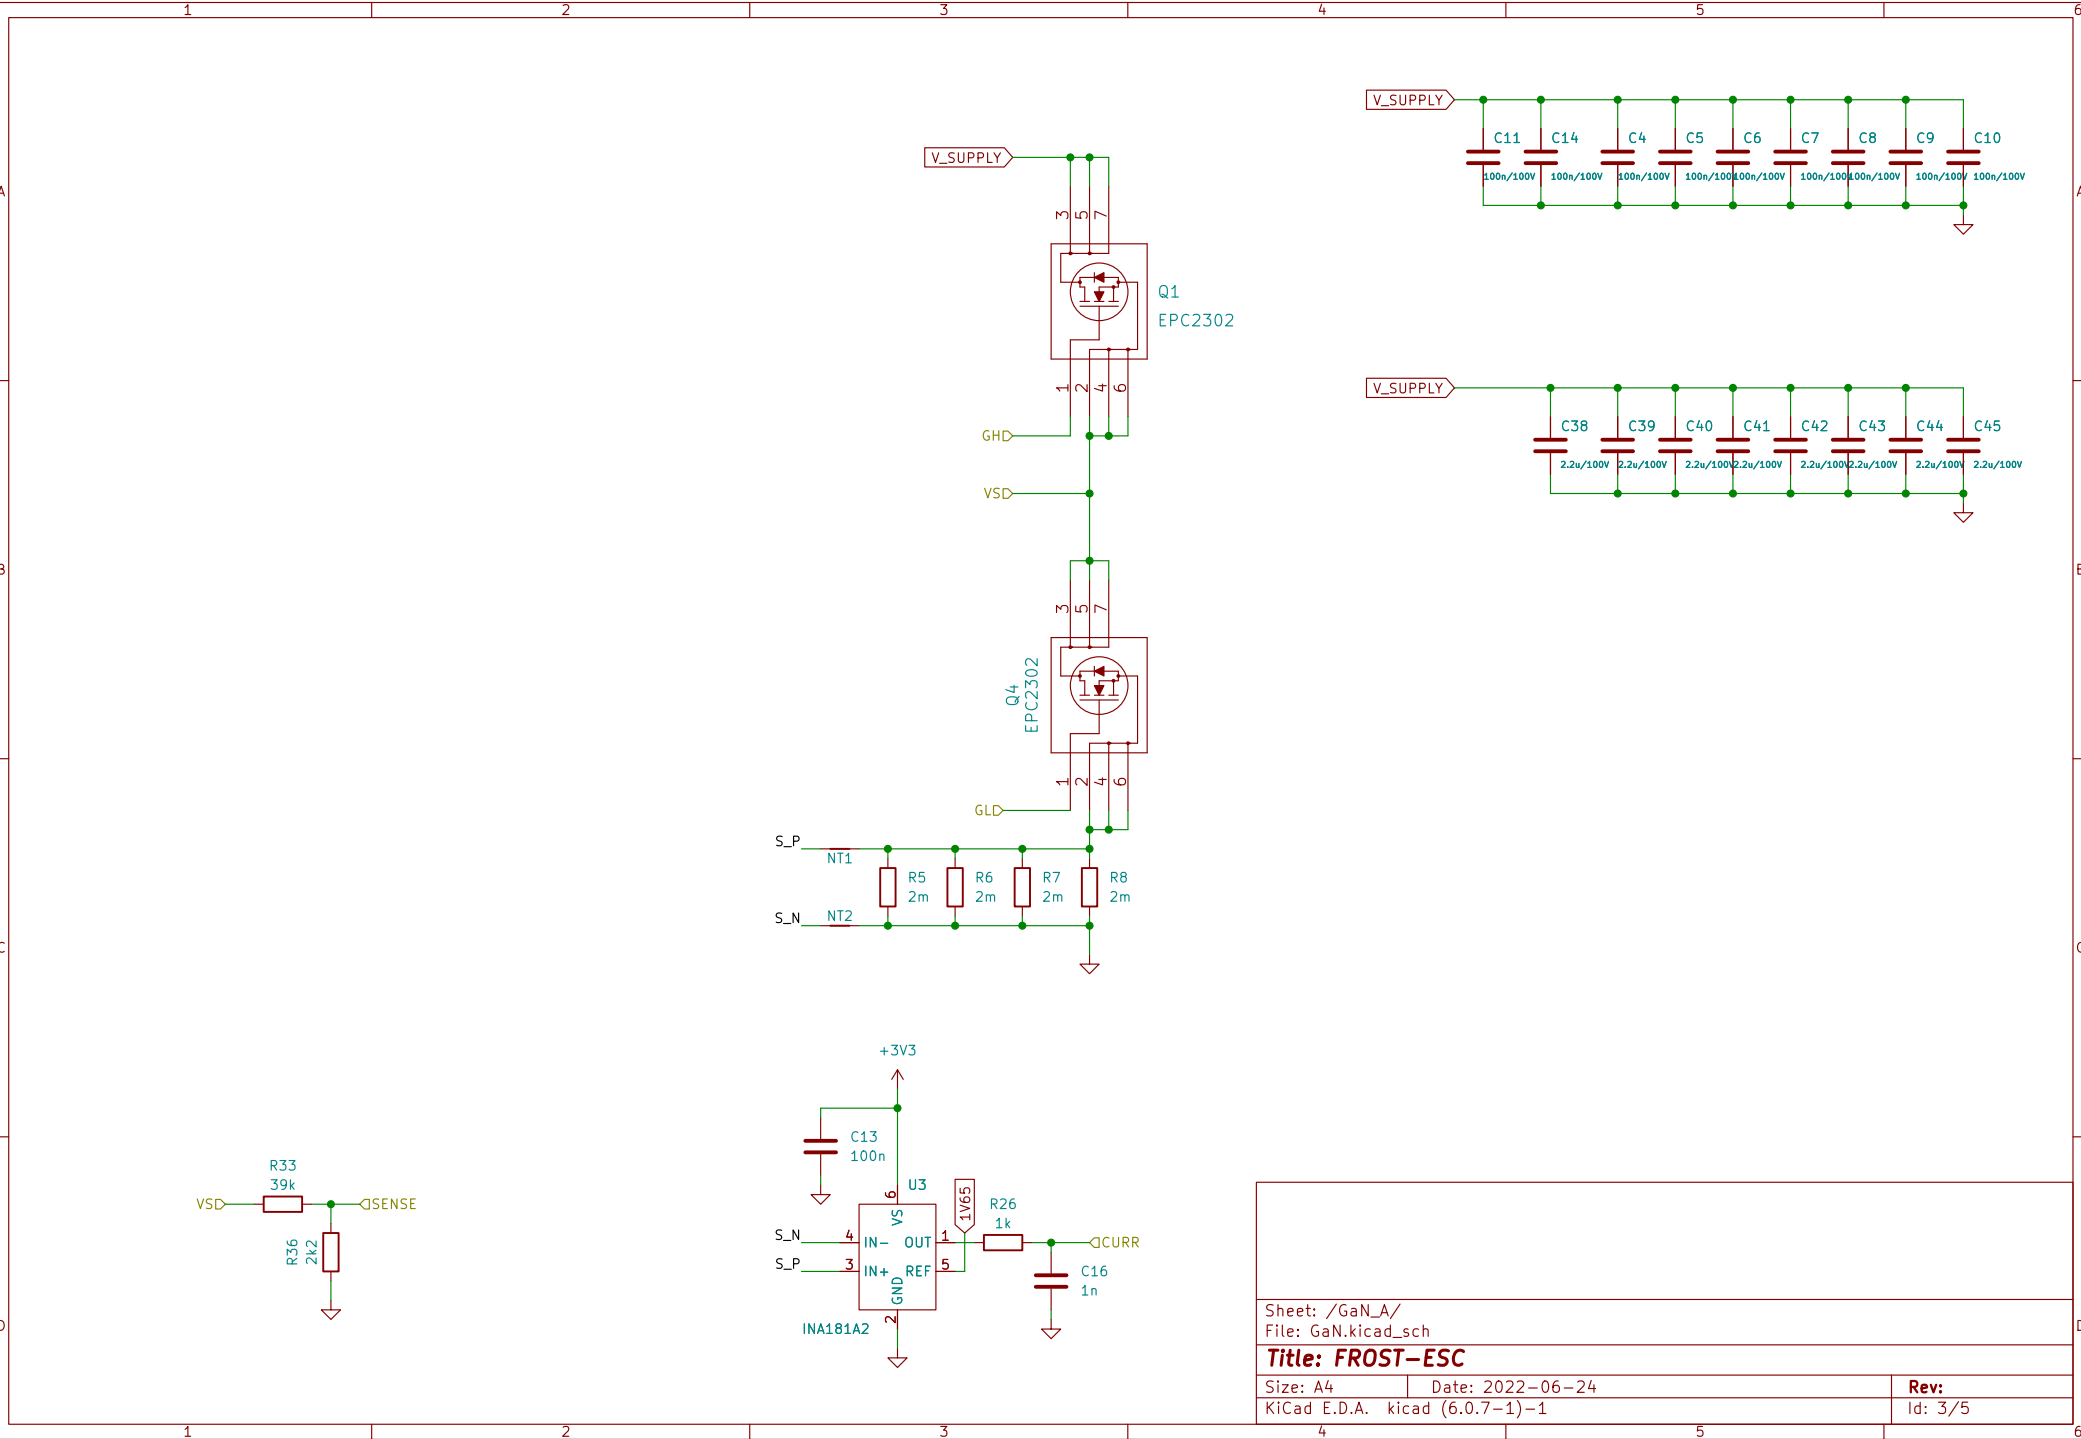 1 2 3 4 5 6
V_SUPPLY
C11 C14 C4 C5 C6 C7 C8 C9 C10
100n/100V 100n/100V 100n/100V 100n/100V 100n/100V 100n/100V 100n/100V 100n/100V 100n/100V
V_SUPPLY
A A
3 5 7
Q1
EPC2302
1 2 4 6
GH
VS
V_SUPPLY
C38 C39 C40 C41 C42 C43 C44 C45
2.2u/100V 2.2u/100V 2.2u/100V 2.2u/100V 2.2u/100V 2.2u/100V 2.2u/100V 2.2u/100V
B B
3 5 7
Q4
EPC2302
1 2 4 6
GL
S_P
NT1
R5 R6 R7 R8
2m 2m 2m 2m
S_N NT2
C C
+3V3
C13
100n
R33
39k
VS SENSE
R36
2k2
U3
6
VS
1V65
R26
1k
S_N 4 IN- OUT 1 CURR
S_P 3 IN+ REF 5
GND
2
C16
1n
INA181A2
D D
Sheet: /GaN_A/
File: GaN.kicad_sch
Title: FROST-ESC
Size: A4 Date: 2022-06-24 Rev:
KiCad E.D.A. kicad (6.0.7-1)-1 Id: 3/5
1 2 3 4 5 6